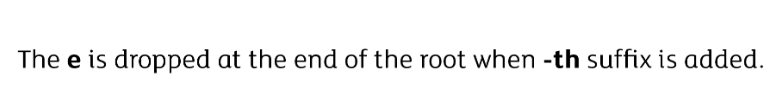 The e is dropped at the end of the root when -th suffix is added.